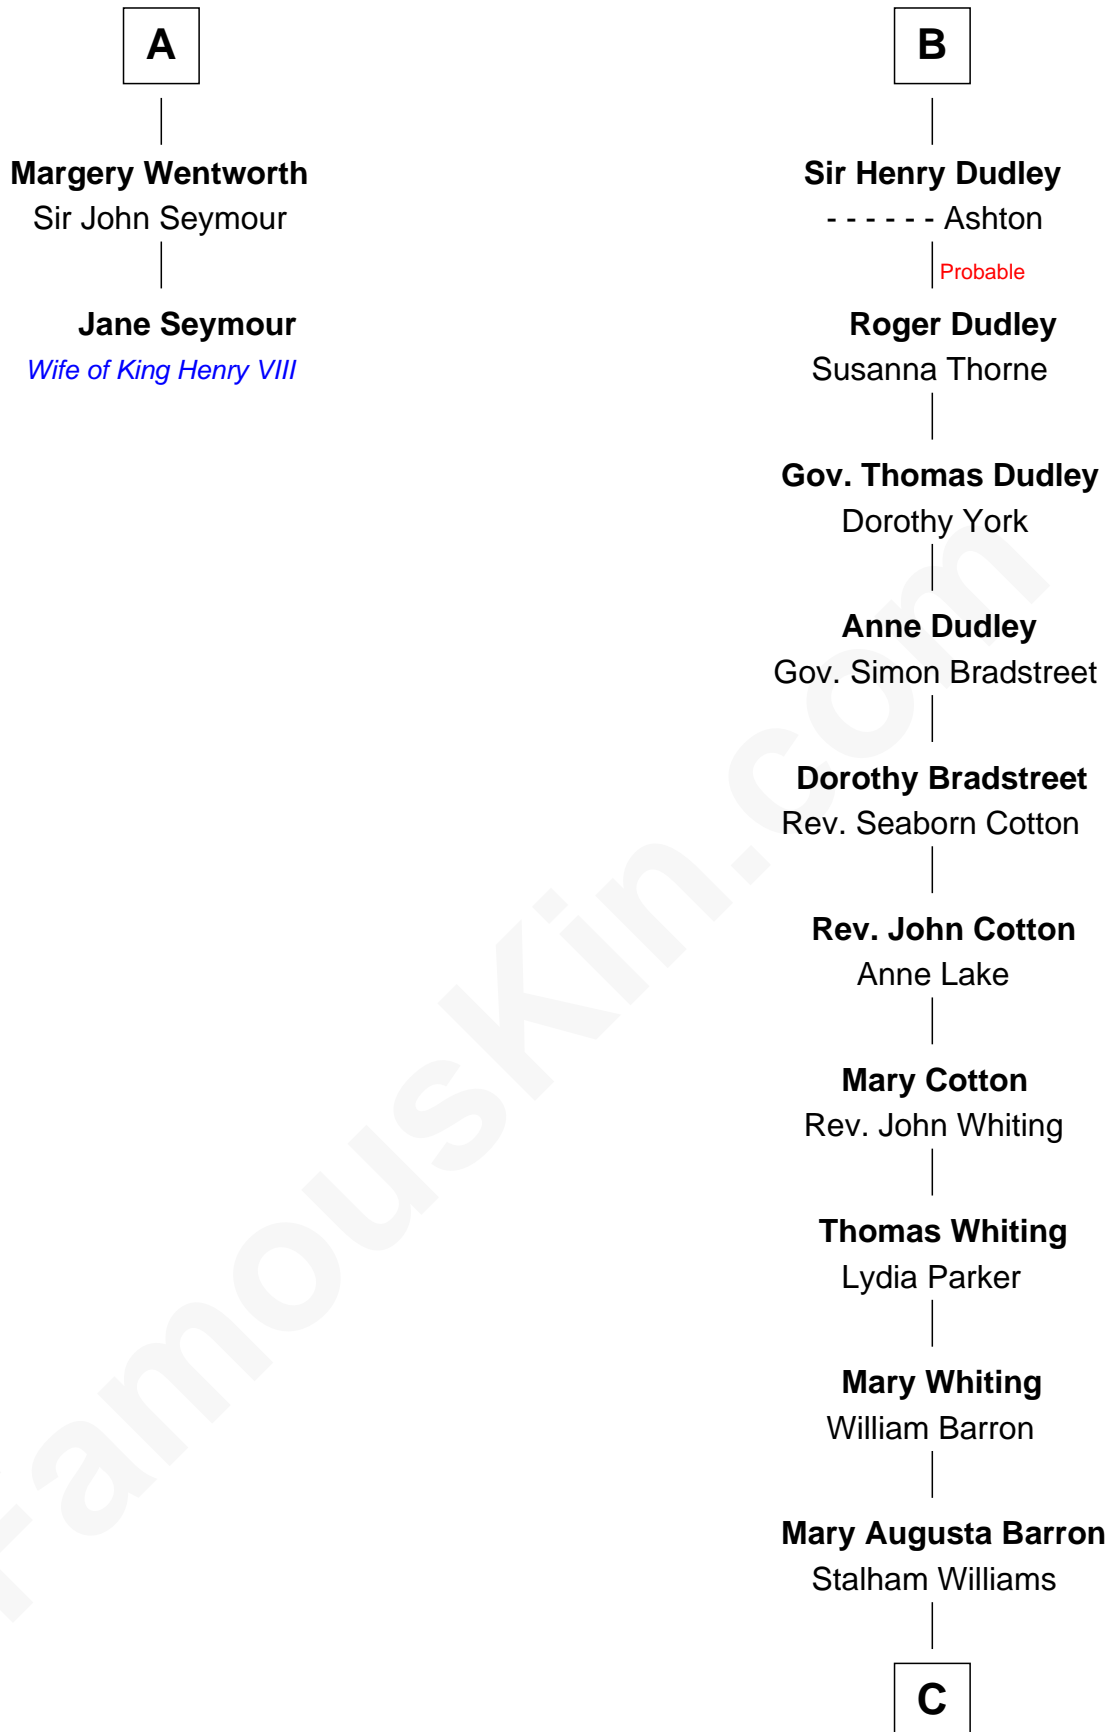 A
Margery Wentworth
Sir John Seymour
Jane Seymour
Wife of King Henry VIII
B
Sir Henry Dudley
- - - - - - Ashton
Probable
Roger Dudley
Susanna Thorne
Gov. Thomas Dudley
Dorothy York
Anne Dudley
Gov. Simon Bradstreet
Dorothy Bradstreet
Rev. Seaborn Cotton
Rev. John Cotton
Anne Lake
Mary Cotton
Rev. John Whiting
Thomas Whiting
Lydia Parker
Mary Whiting
William Barron
Mary Augusta Barron
Stalham Williams
C
FamousKin.com